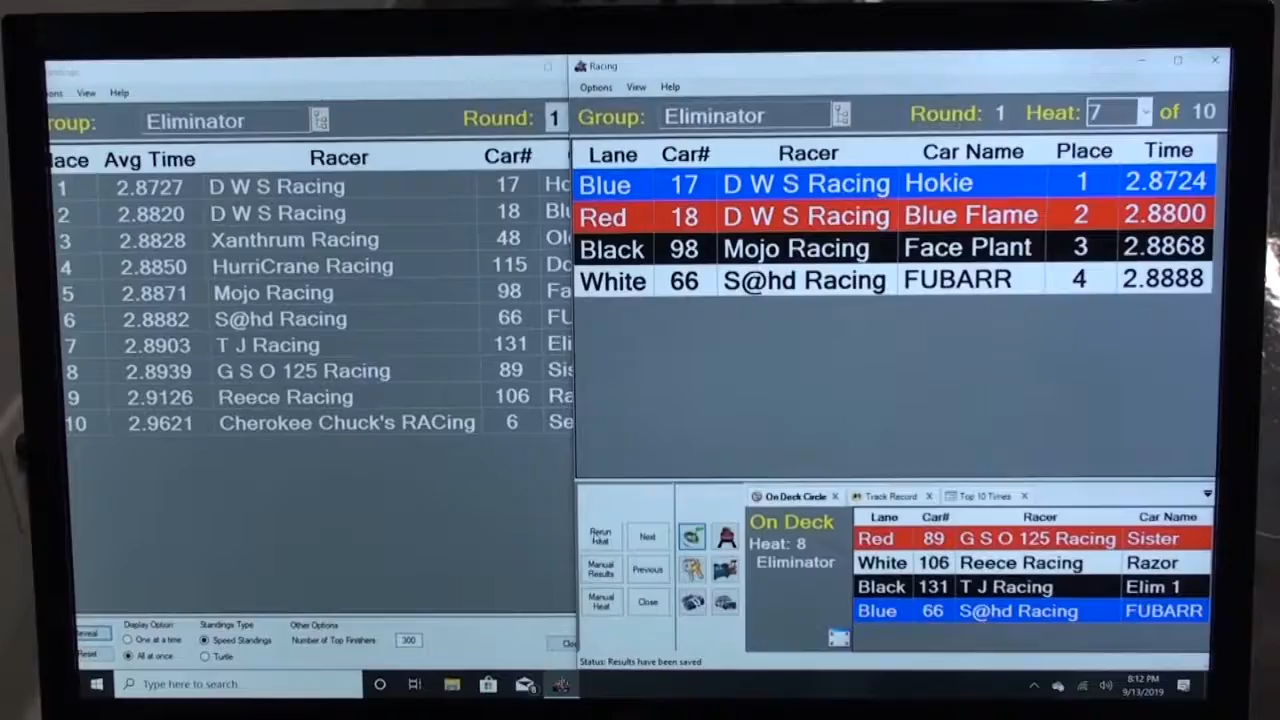 View Help
Group: Eliminator Round: 1
Avg Time Racer Car#
1 2.8727 D W S Racing 17
2 2.8820 D W S Racing 18
3 2.8828 Xanthrum Racing 48
4 2.8850 HurriCrane Racing 115
5 2.8871 Mojo Racing 98
6 2.8882 S@hd Racing 66
7 2.8903 T J Racing 131
8 2.8939 G S O 125 Racing 89
9 2.9126 Reece Racing 106
10 2.9621 Cherokee Chuck's RACing 6
Display Option Standings Type Other Options
One at a time Speed Standings Number of Top Finishers 300
Reset All at once Turtle
Racing
Options View Help
Group: Eliminator Round: 1 Heat: 7 of 10
Lane Car# Racer Car Name Place Time
Blue 17 D W S Racing Hokie 1 2.8724
Red 18 D W S Racing Blue Flame 2 2.8800
Black 98 Mojo Racing Face Plant 3 2.8868
White 66 S@hd Racing FUBARR 4 2.8888
Rerun Heat Next
Manual Results Previous
Manual Heat Close
On Deck Circle Track Record Top 10 Times
On Deck
Heat: 8
Eliminator
Lane Car# Racer Car Name
Red 89 G S O 125 Racing Sister
White 106 Reece Racing Razor
Black 131 T J Racing Elim 1
Blue 66 S@hd Racing FUBARR
Status: Results have been saved
Type here to search
8:12 PM
9/13/2019